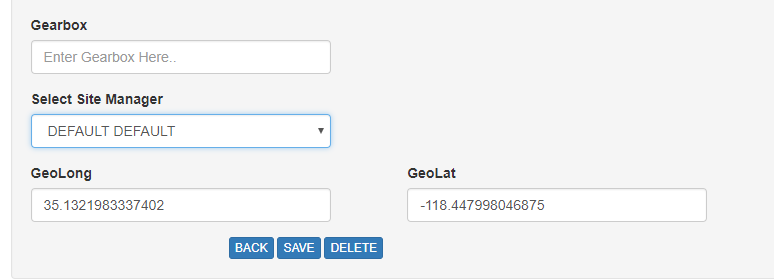 Gearbox
Enter Gearbox Here..
Select Site Manager
DEFAULT DEFAULT
GeoLong GeoLat
35.1321983337402 -118.447998046875
BACK SAVE DELETE